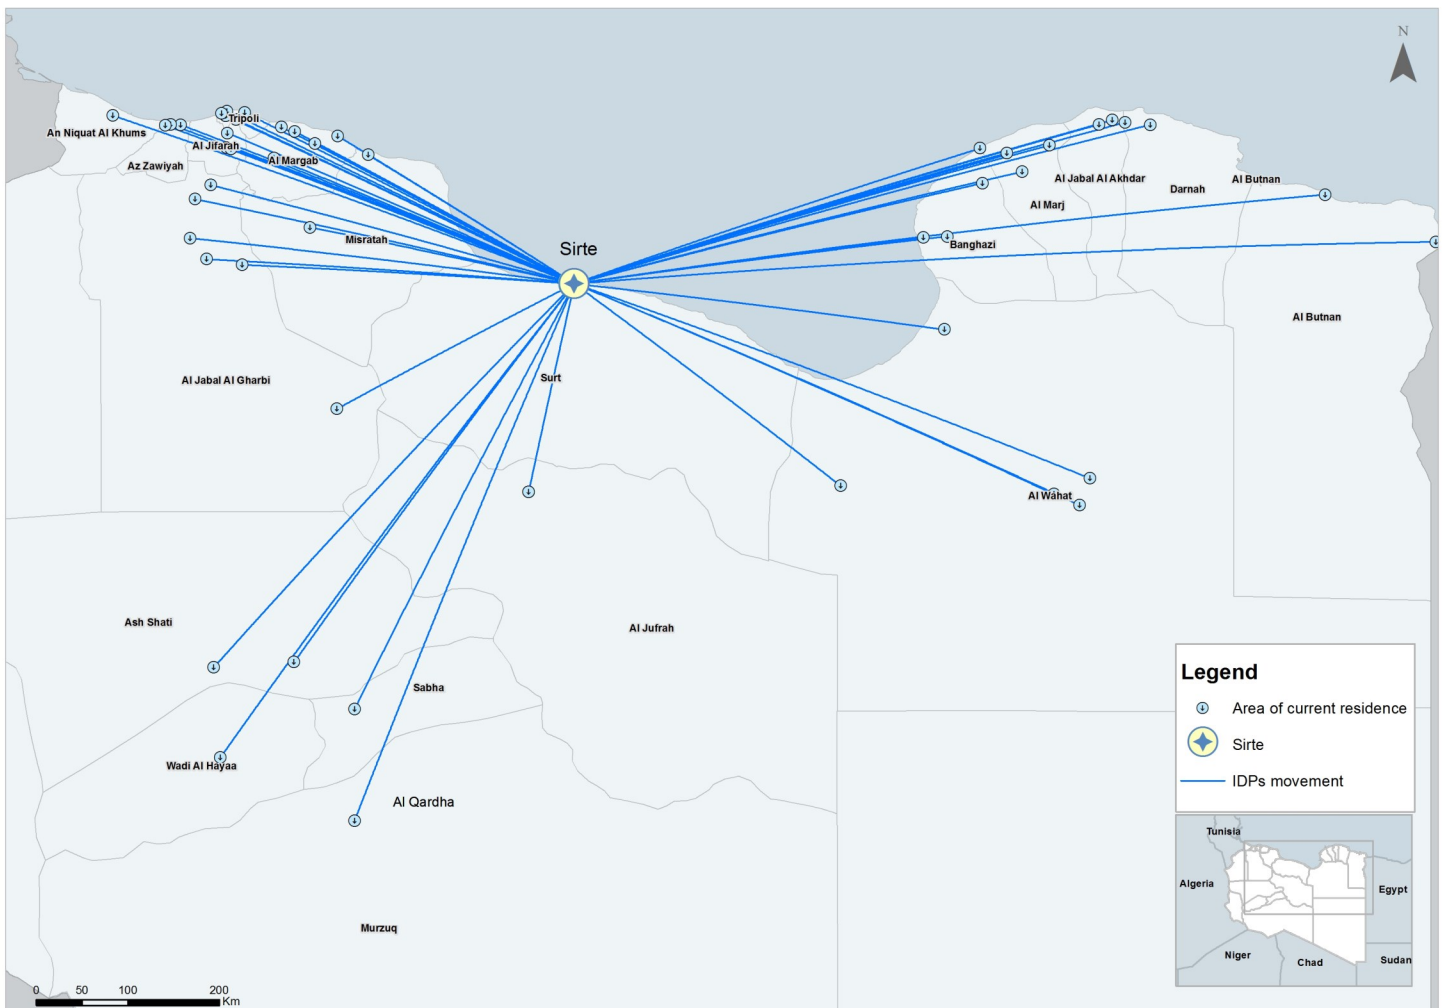 N
Tripoli
An Niquat Al Khums
Al Jifarah
Al Margab
Az Zawiyah
Al Jabal Al Akhdar
Al Butnan
Darnah
Al Marj
Misratah
Sirte
Banghazi
Al Butnan
Al Jabal Al Gharbi
Surt
Al Wahat
Ash Shati
Al Jufrah
Sabha
Wadi Al Hayaa
Al Qardha
Murzuq
Legend
Area of current residence
Sirte
IDPs movement
Tunisia
Algeria
Egypt
Niger
Chad
Sudan
0 50 100 200
Km